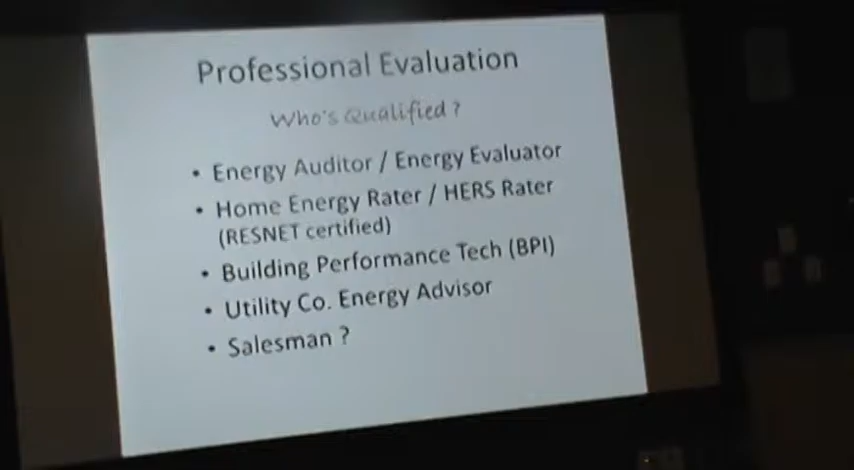 Professional Evaluation
Who's Qualified ?
• Energy Auditor / Energy Evaluator
• Home Energy Rater / HERS Rater
(RESNET certified)
• Building Performance Tech (BPI)
• Utility Co. Energy Advisor
• Salesman ?